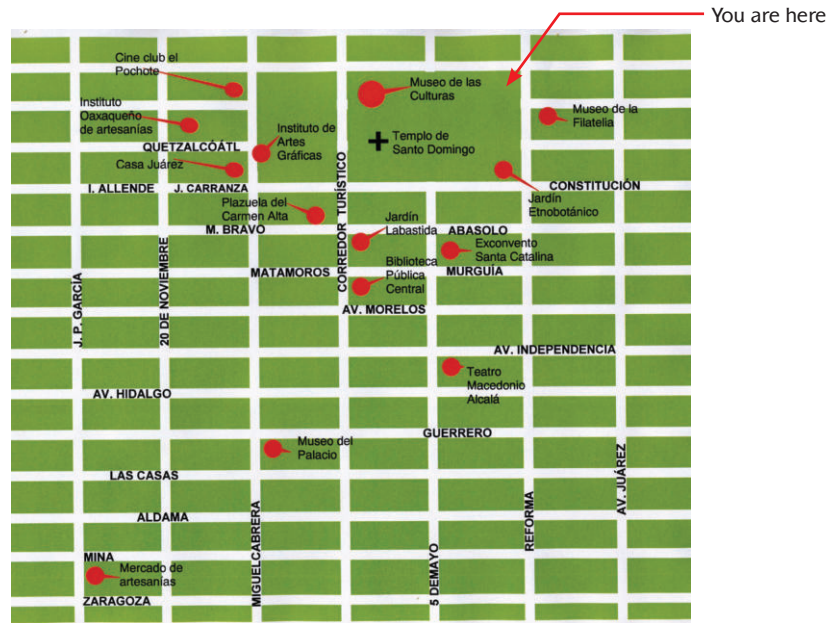 You are here
Cine club el
Pochote
Museo de las
Culturas
Instituto
Oaxaqueño
de artesanías
Museo de la
Filatelia
Instituto de
Artes
Gráficas
Templo de
Santo Domingo
QUETZALCÓÁTL
Casa Juárez
I. ALLENDE
J. CARRANZA
CONSTITUCIÓN
Jardín
Etnobotánico
Plazuela del
Carmen Alta
CORREDOR TURÍSTICO
Jardín
Labastida
M. BRAVO
ABASOLO
Exconvento
Santa Catalina
Biblioteca
Pública
Central
MATAMOROS
MURGUÍA
J. P. GARCÍA
20 DE NOVIEMBRE
AV. MORELOS
AV. INDEPENDENCIA
Teatro
Macedonio
Alcalá
AV. HIDALGO
GUERRERO
Museo del
Palacio
LAS CASAS
AV. JUÁREZ
ALDAMA
REFORMA
MIGUELCABRERA
5 DEMAYO
MINA
Mercado de
artesanías
ZARAGOZA